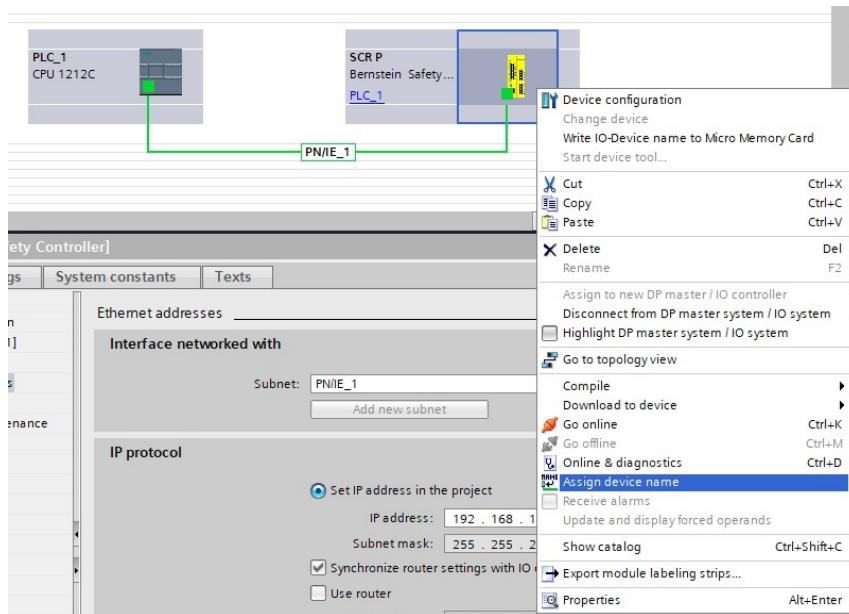 PLC_1
CPU 1212C
SCR P
Bernstein Safety...
PLC_1
PN/IE_1
Device configuration
Change device
Write IO-Device name to Micro Memory Card
Start device tool...
Cut Ctrl+X
Copy Ctrl+C
Paste Ctrl+V
Delete Del
Rename F2
Assign to new DP master / IO controller
Disconnect from DP master system / IO system
Highlight DP master system / IO system
Go to topology view
Compile
Download to device
Go online Ctrl+K
Go offline Ctrl+M
Online & diagnostics Ctrl+D
Assign device name
Receive alarms
Update and display forced operands
Show catalog Ctrl+Shift+C
Export module labeling strips...
Properties Alt+Enter
ety Controller]
gs System constants Texts
n
1]
s
enance
Ethernet addresses
Interface networked with
Subnet: PN/IE_1
Add new subnet
IP protocol
Set IP address in the project
IP address: 192 . 168 . 1
Subnet mask: 255 . 255 . 2
Synchronize router settings with IO
Use router